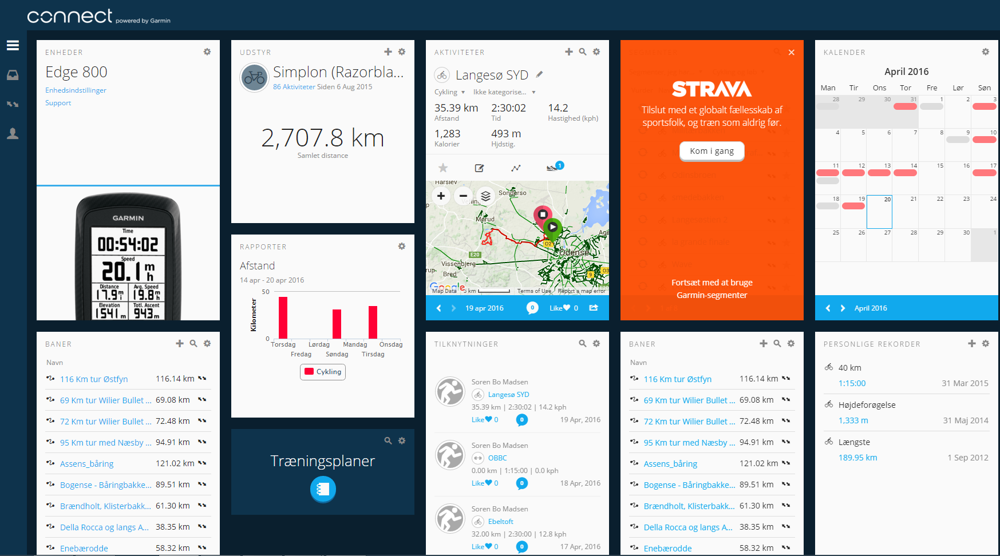 connect powered by Garmin
ENHEDER
Edge 800
Enhedsindstillinger
Support
GARMIN
Time
00:54:02
Speed
20.1 m h
Distance Avg. Speed
17.9 m i 19.8 m h
Elevation Totl. Ascent
1541 m 943 m
UDSTYR
Simplon (Razorbla...
86 Aktiviteter Siden 6 Aug 2015
2,707.8 km
Samlet distance
RAPPORTER
Afstand
14 apr - 20 apr 2016
50
Kilometer
0
Torsdag Lørdag Mandag Onsdag
Fredag Søndag Tirsdag
Cykling
Træningsplaner
AKTIVITETER
Langesø SYD
Cykling Ikke kategorise...
35.39 km 2:30:02 14.2
Afstand Tid Hastighed (kph)
1,283 493 m
Kalorier Hjdstig.
1
Harslev
Sonderso
Morud
O2
Odense
E20
Vissenbjerg
Bred
9
O3
Google
Map Data 5 km Terms of Use Report a map error
19 apr 2016 0 Like 0
STRAVA
Tilslut med et globalt fællesskab af
sportsfolk, og træn som aldrig før.
Kom i gang
Fortsæt med at bruge
Garmin-segmenter
KALENDER
April 2016
Man Tir Ons Tor Fre Lør Søn
28 29 30 31 1 2 3
4 5 6 7 8 9 10
11 12 13 14 15 16 17
18 19 20 21 22 23 24
25 26 27 28 29 30 1
April 2016
BANER
Navn
116 Km tur Østfyn 116.14 km
69 Km tur Wilier Bullet ... 69.08 km
72 Km tur Wilier Bullet ... 72.48 km
95 Km tur med Næsby ... 94.91 km
Assens_båring 121.02 km
Bogense - Båringbakke... 89.51 km
Brændholt, Klisterbakk... 61.30 km
Della Rocca og langs A... 38.35 km
Enebærodde 58.32 km
TILKNYTNINGER
Soren Bo Madsen
Langesø SYD
35.39 km | 2:30:02 | 14.2 kph
Like 0 0 19 Apr, 2016
Soren Bo Madsen
OBBC
0.00 km | 1:15:00 | 0.0 kph
Like 0 0 18 Apr, 2016
Soren Bo Madsen
Ebeltoft
32.00 km | 2:30:00 | 12.8 kph
Like 0 0 17 Apr, 2016
BANER
Navn
116 Km tur Østfyn 116.14 km
69 Km tur Wilier Bullet ... 69.08 km
72 Km tur Wilier Bullet ... 72.48 km
95 Km tur med Næsby ... 94.91 km
Assens_båring 121.02 km
Bogense - Båringbakke... 89.51 km
Brændholt, Klisterbakk... 61.30 km
Della Rocca og langs A... 38.35 km
Enebærodde 58.32 km
PERSONLIGE REKORDER
40 km
1:15:00 31 Mar 2015
Højdeforøgelse
1,333 m 31 Maj 2014
Længste
189.95 km 1 Sep 2012